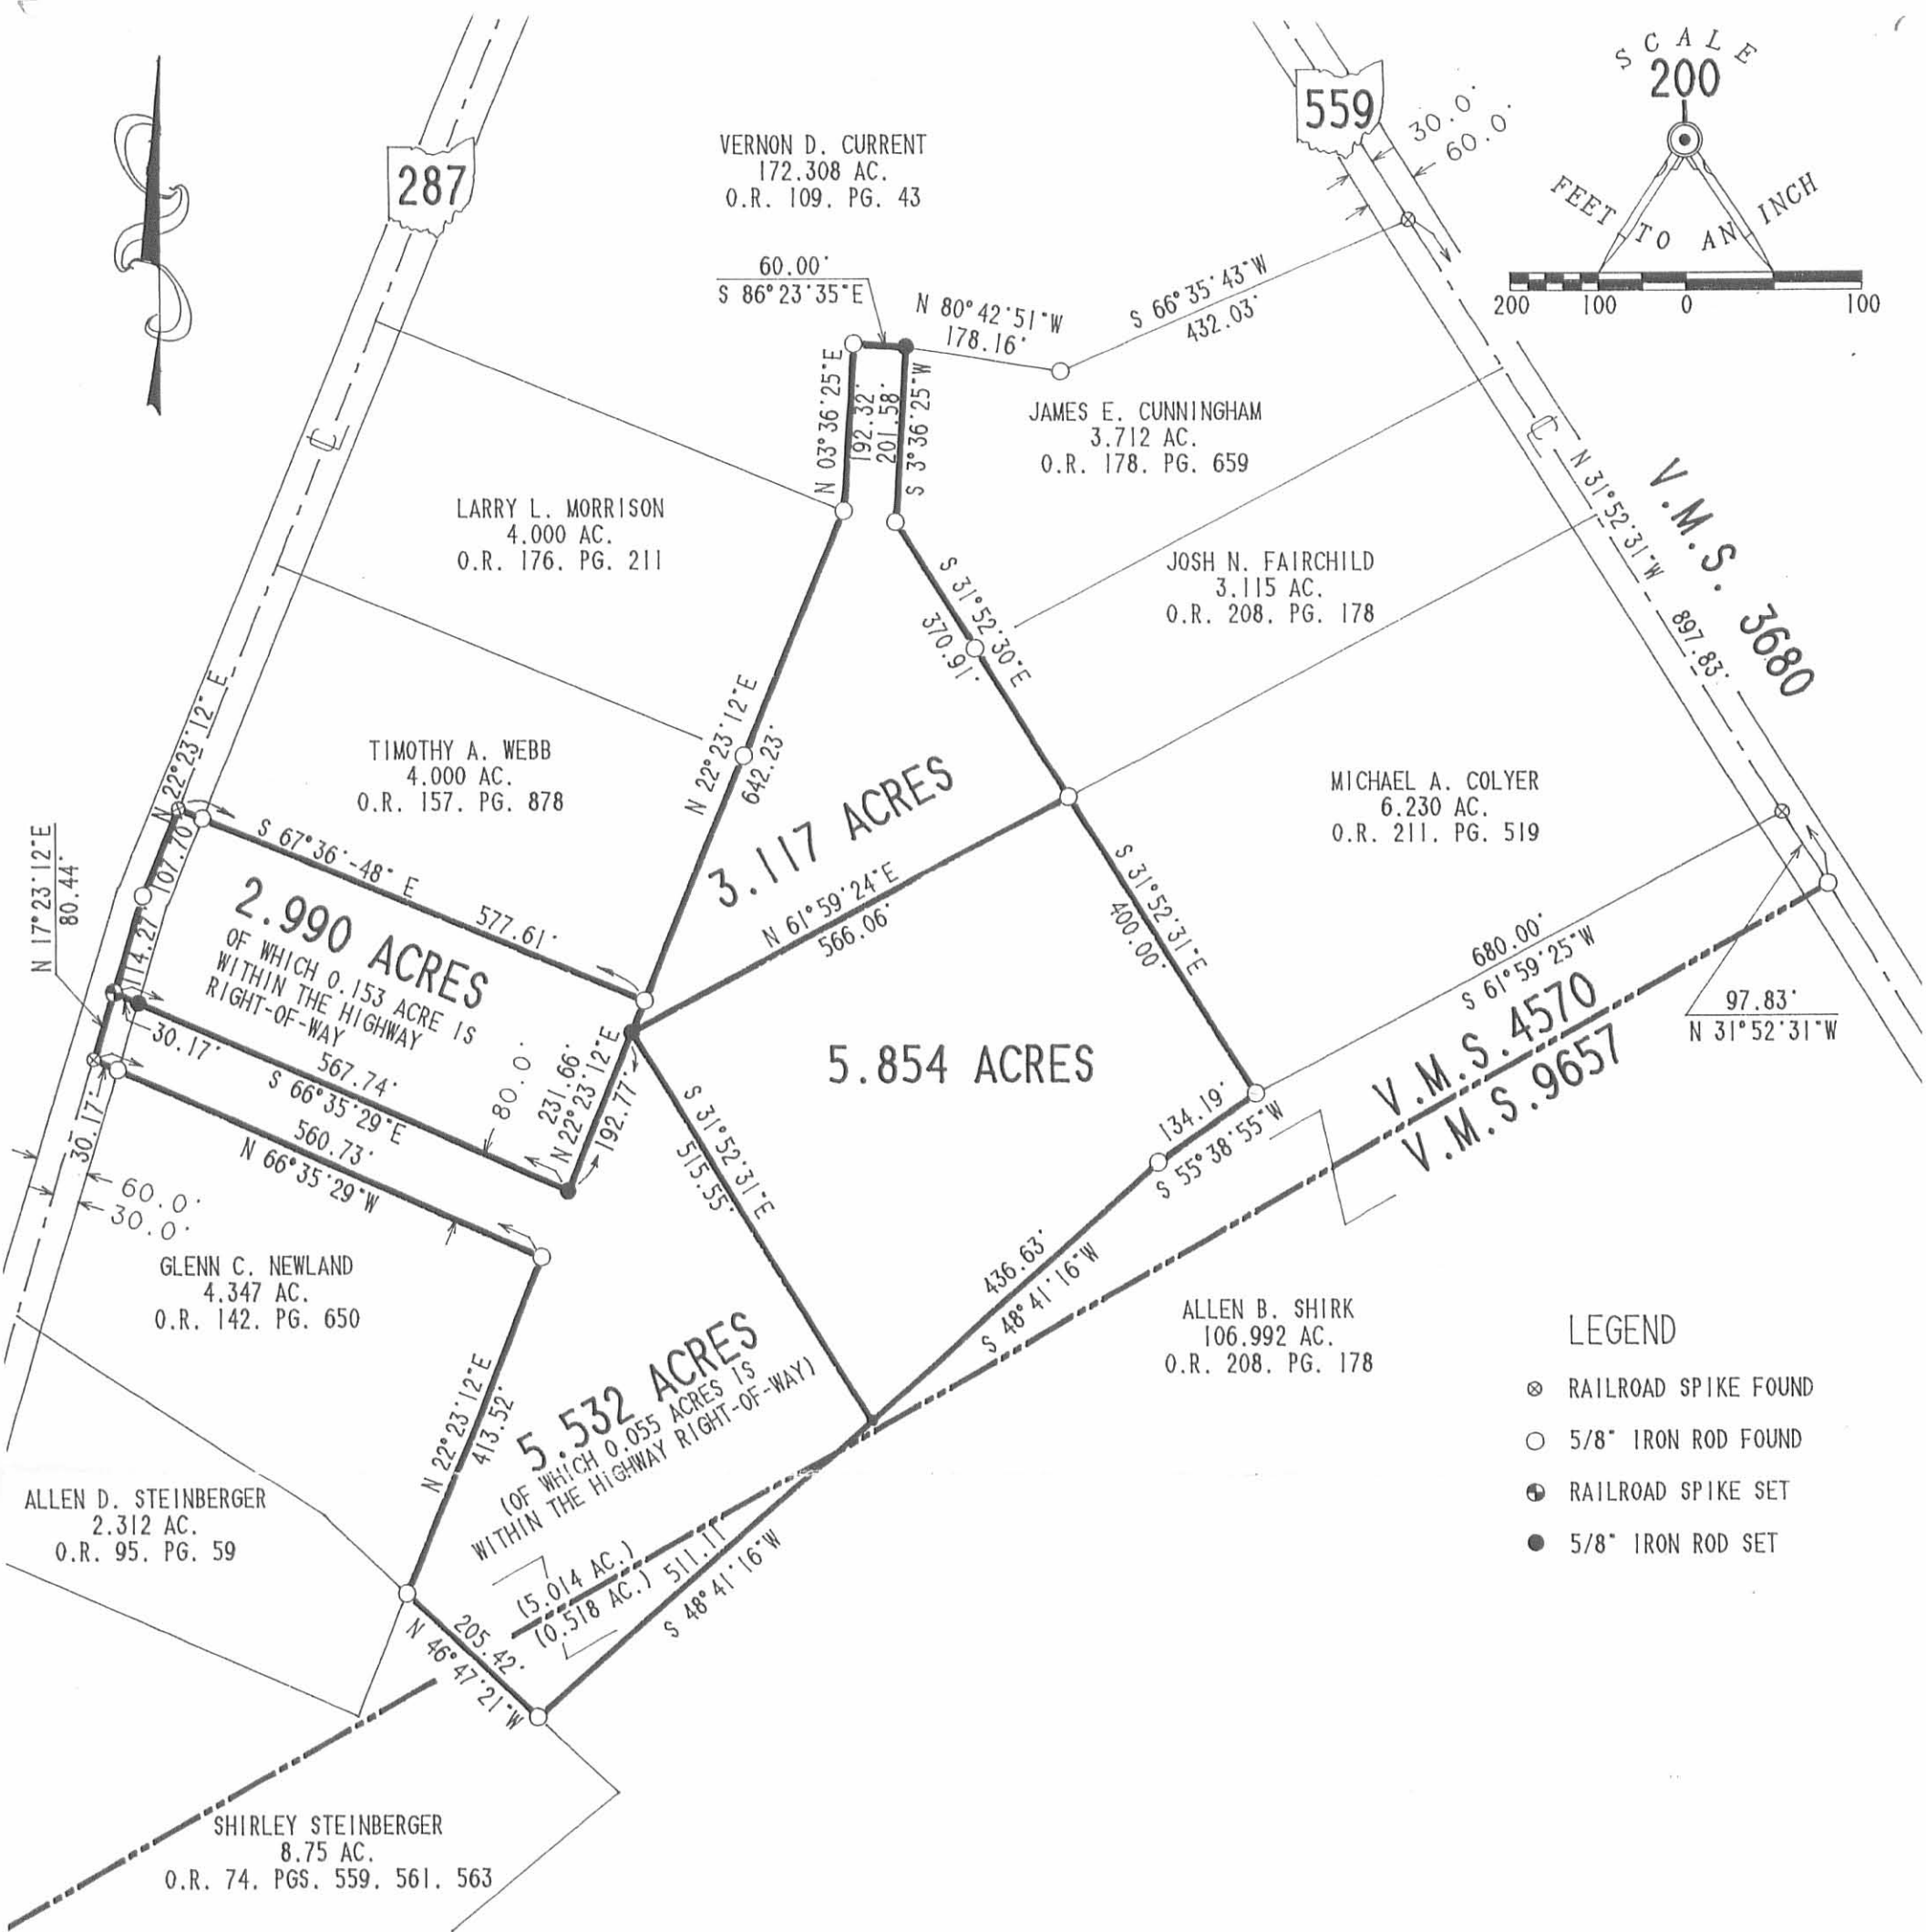 287
559
30.0'
60.0'
SCALE
200
FEET TO AN INCH
200 100 0 100
VERNON D. CURRENT
172.308 AC.
O.R. 109. PG. 43
60.00'
S 86°23'35"E
N 80°42'51"W
178.16'
S 66°35'43"W
432.03'
N 03°36'25"E
192.32'
201.58'
S 3°36'25"W
JAMES E. CUNNINGHAM
3.712 AC.
O.R. 178. PG. 659
LARRY L. MORRISON
4.000 AC.
O.R. 176. PG. 211
JOSH N. FAIRCHILD
3.115 AC.
O.R. 208. PG. 178
S 31°52'30"E
370.91'
N 31°52'31"W
897.83'
V.M.S. 3680
N 22°23'12" E
TIMOTHY A. WEBB
4.000 AC.
O.R. 157. PG. 878
N 22°23'12"E
642.23'
3.117 ACRES
MICHAEL A. COLYER
6.230 AC.
O.R. 211. PG. 519
N 17°23'12"E
80.44'
107.70'
114.27'
S 67°36'-48" E
577.61'
2.990 ACRES
OF WHICH 0.153 ACRE IS
WITHIN THE HIGHWAY
RIGHT-OF-WAY
N 61°59'24"E
566.06'
S 31°52'31"E
400.00'
680.00'
S 61°59'25"W
97.83'
N 31°52'31"W
V.M.S. 4570
V.M.S. 9657
30.17'
567.74'
S 66°35'29"E
80.0'
231.66'
N 22°23'12"E
192.77'
5.854 ACRES
S 31°52'31"E
515.55'
134.19'
S 55°38'55"W
30.17'
560.73'
N 66°35'29"W
60.0'
30.0'
GLENN C. NEWLAND
4.347 AC.
O.R. 142. PG. 650
436.63'
S 48°41'16"W
ALLEN B. SHIRK
106.992 AC.
O.R. 208. PG. 178
N 22°23'12"E
413.52'
5.532 ACRES
(OF WHICH 0.055 ACRES IS
WITHIN THE HIGHWAY RIGHT-OF-WAY)
LEGEND
RAILROAD SPIKE FOUND
5/8" IRON ROD FOUND
RAILROAD SPIKE SET
5/8" IRON ROD SET
ALLEN D. STEINBERGER
2.312 AC.
O.R. 95. PG. 59
(5.014 AC.)
(0.518 AC.)
511.11'
S 48°41'16"W
205.42'
N 46°47'21"W
SHIRLEY STEINBERGER
8.75 AC.
O.R. 74. PGS. 559. 561. 563